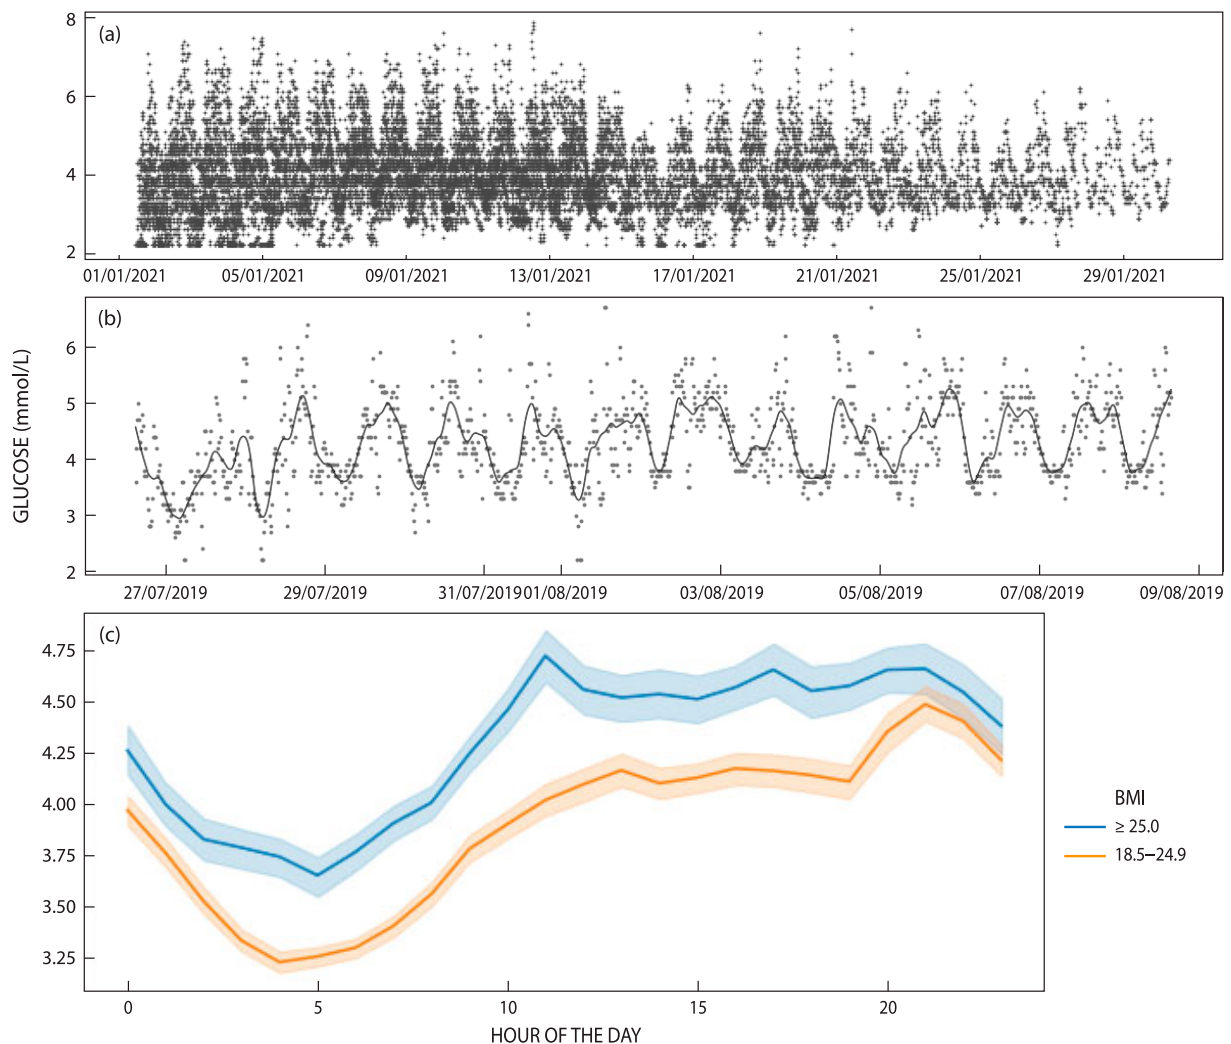 (a)
8
6
4
2
01/01/2021 05/01/2021 09/01/2021 13/01/2021 17/01/2021 21/01/2021 25/01/2021 29/01/2021
GLUCOSE (mmol/L)
(b)
6
5
4
3
2
27/07/2019 29/07/2019 31/07/2019 01/08/2019 03/08/2019 05/08/2019 07/08/2019 09/08/2019
(c)
4.75
4.50
4.25
4.00
3.75
3.50
3.25
0 5 10 15 20
HOUR OF THE DAY
BMI
≥ 25.0
18.5–24.9